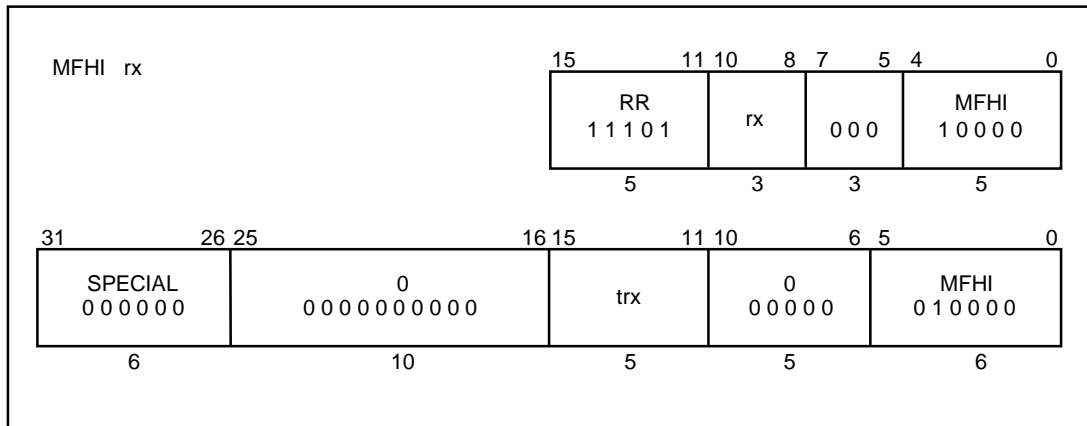 MFHI rx
15 11 10 8 7 5 4 0
RR rx MFHI
1 1 1 0 1 0 0 0 1 0 0 0 0
5 3 3 5
31 26 25 16 15 11 10 6 5 0
SPECIAL 0 trx 0 MFHI
0 0 0 0 0 0 0 0 0 0 0 0 0 0 0 0 0 0 0 0 0 0 1 0 0 0 0
6 10 5 5 6